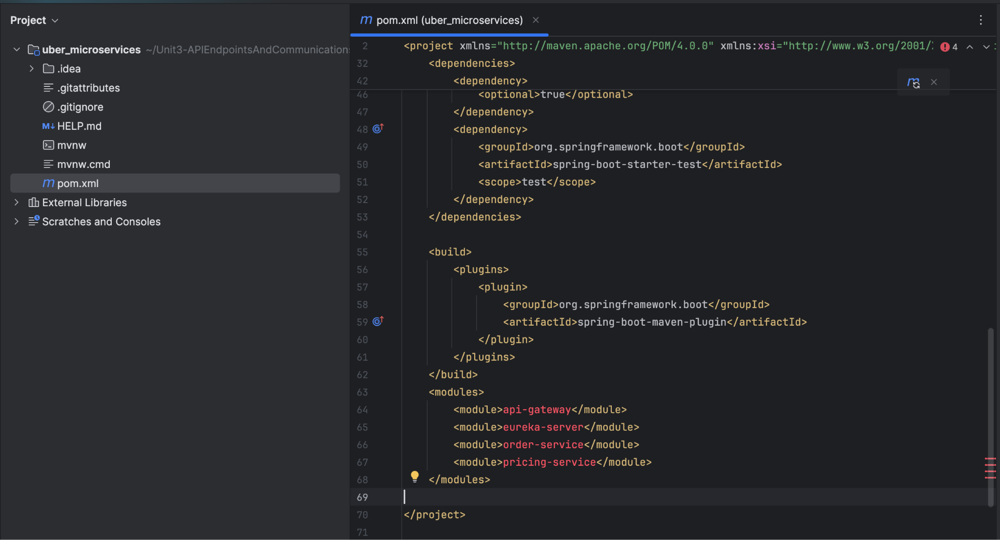 Project
uber_microservices ~/Unit3-APIEndpointsAndCommunication
.idea
.gitattributes
.gitignore
M↓ HELP.md
mvnw
mvnw.cmd
m pom.xml
External Libraries
Scratches and Consoles
m pom.xml (uber_microservices)
2 <project xmlns="http://maven.apache.org/POM/4.0.0" xmlns:xsi="http://www.w3.org/2001/ 4
32 <dependencies>
42 <dependency>
46 <optional>true</optional>
47 </dependency>
48 <dependency>
49 <groupId>org.springframework.boot</groupId>
50 <artifactId>spring-boot-starter-test</artifactId>
51 <scope>test</scope>
52 </dependency>
53 </dependencies>
54
55 <build>
56 <plugins>
57 <plugin>
58 <groupId>org.springframework.boot</groupId>
59 <artifactId>spring-boot-maven-plugin</artifactId>
60 </plugin>
61 </plugins>
62 </build>
63 <modules>
64 <module>api-gateway</module>
65 <module>eureka-server</module>
66 <module>order-service</module>
67 <module>pricing-service</module>
68 </modules>
69
70 </project>
71